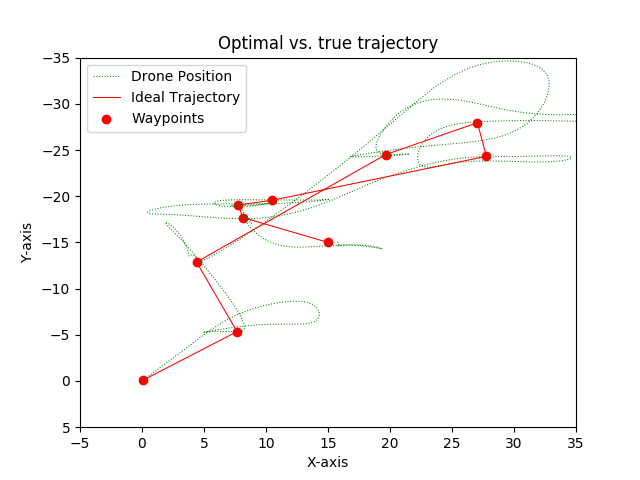 Optimal vs. true trajectory
Drone Position
Ideal Trajectory
Waypoints
Y-axis
−35
−30
−25
−20
−15
−10
−5
0
5
−5 0 5 10 15 20 25 30 35
X-axis